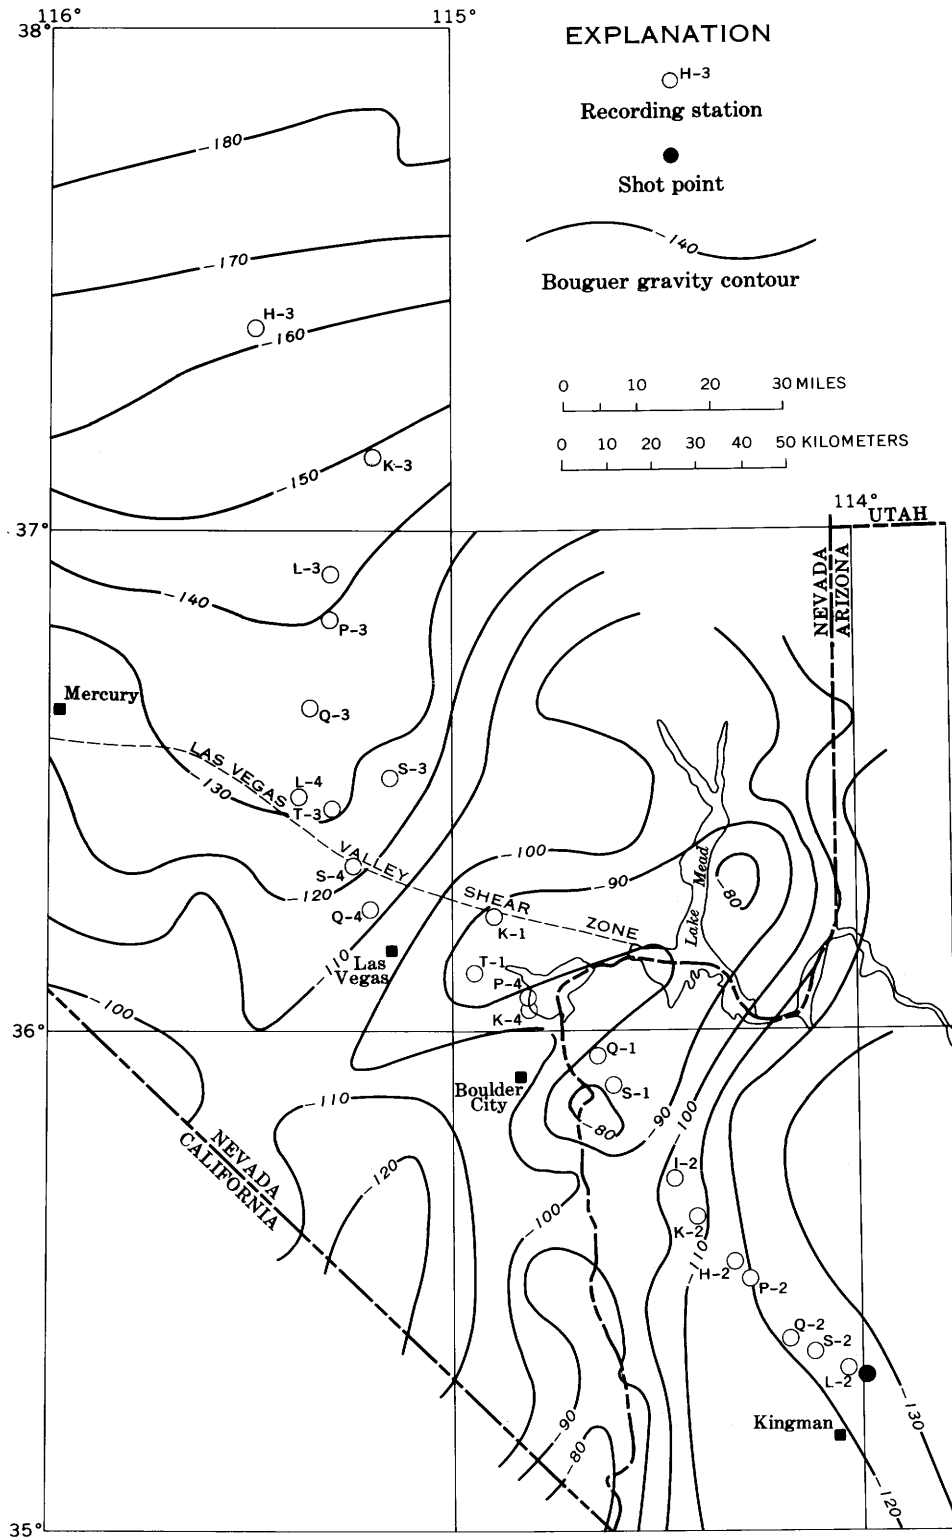 38°
116°
115°
EXPLANATION
H-3
Recording station
Shot point
-140
Bouguer gravity contour
0 10 20 30 MILES
0 10 20 30 40 50 KILOMETERS
-180
-170
H-3
-160
K-3
-150
37°
114°
UTAH
NEVADA
ARIZONA
L-3
-140
P-3
Mercury
Q-3
LAS VEGAS
S-3
L-4
-130
T-3
VALLEY
S-4
-120
-100
-90
Lake Mead
-80
SHEAR
ZONE
Q-4
K-1
-110
Las
Vegas
T-1
P-4
K-4
-100
36°
Q-1
Boulder
City
S-1
-80
-90
-100
-110
NEVADA
CALIFORNIA
-120
I-2
-100
K-2
-110
H-2
P-2
Q-2
S-2
L-2
-90
Kingman
-130
-80
-120
35°